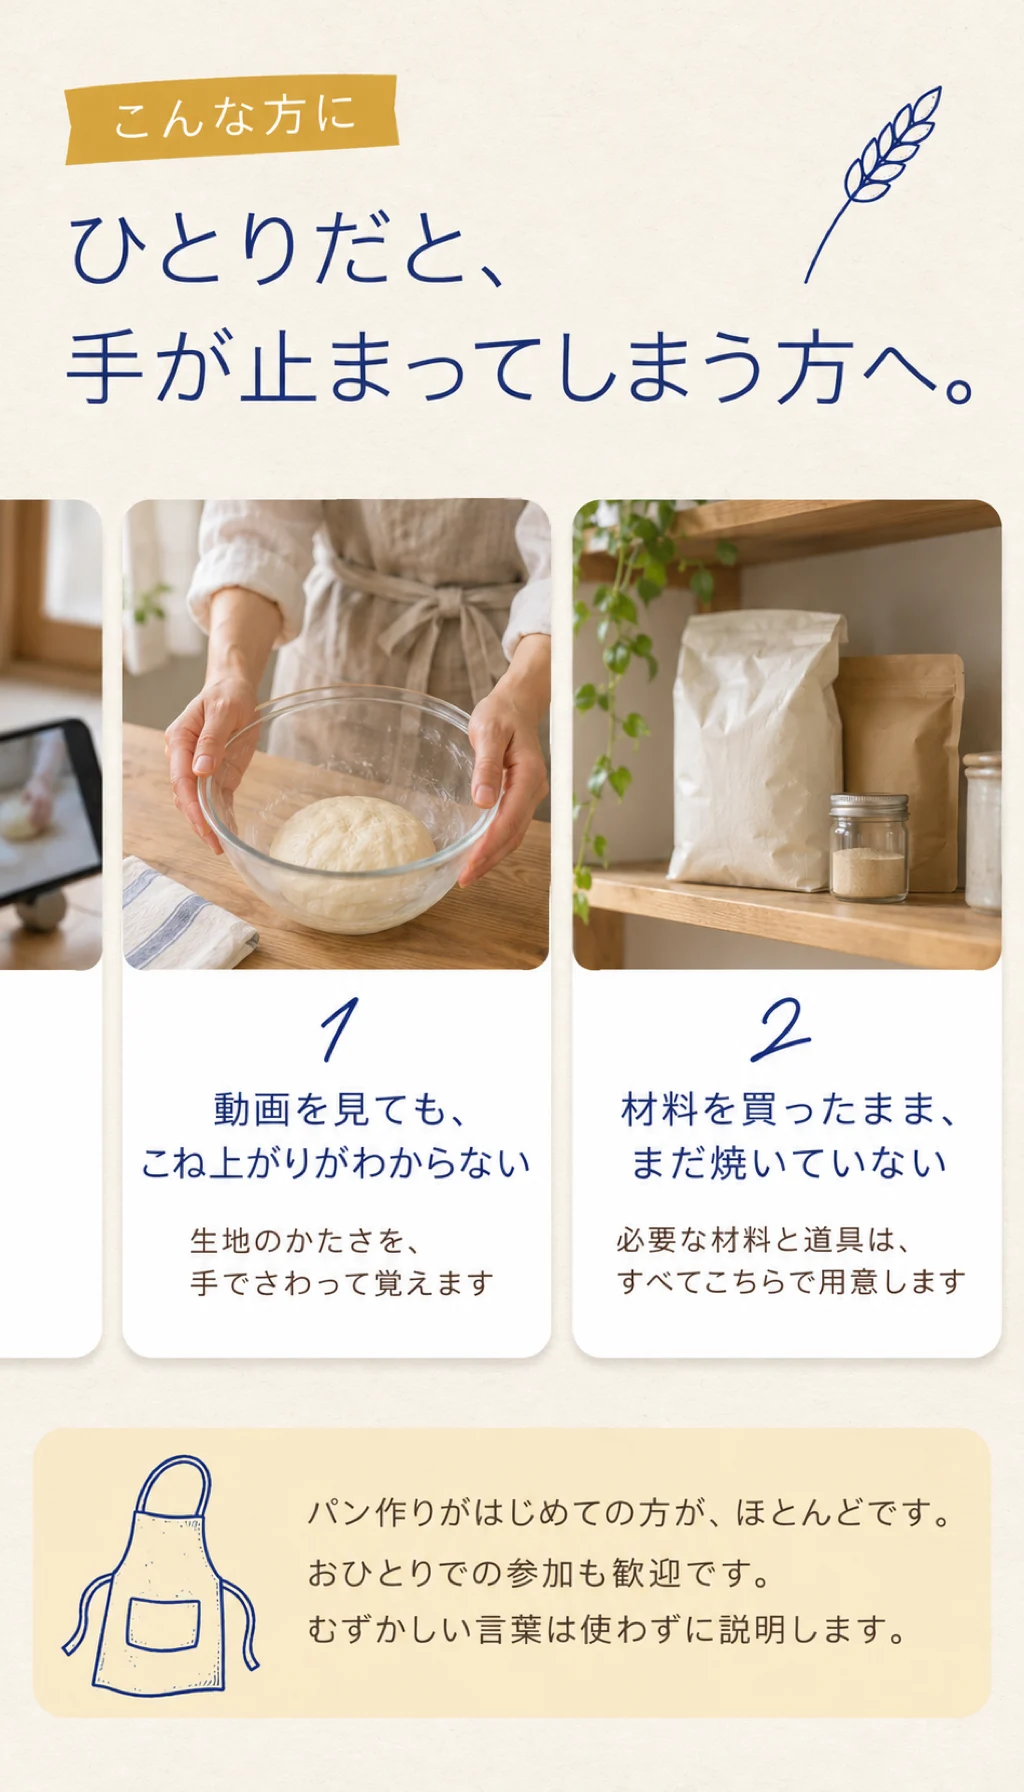 こんな方に
ひとりだと、
手が止まってしまう方へ。
1
動画を見ても、
こね上がりがわからない
生地のかたさを、
手でさわって覚えます
2
材料を買ったまま、
まだ焼いていない
必要な材料と道具は、
すべてこちらで用意します
パン作りがはじめての方が、ほとんどです。
おひとりでの参加も歓迎です。
むずかしい言葉は使わずに説明します。